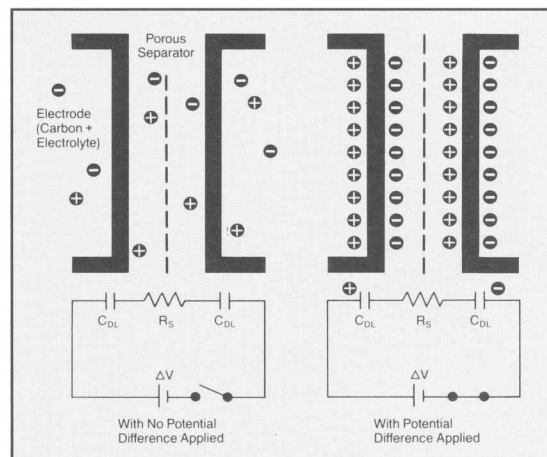 Porous
Separator
Electrode
(Carbon +
Electrolyte)
C_DL
R_S
C_DL
ΔV
With No Potential
Difference Applied
C_DL
R_S
C_DL
ΔV
With Potential
Difference Applied